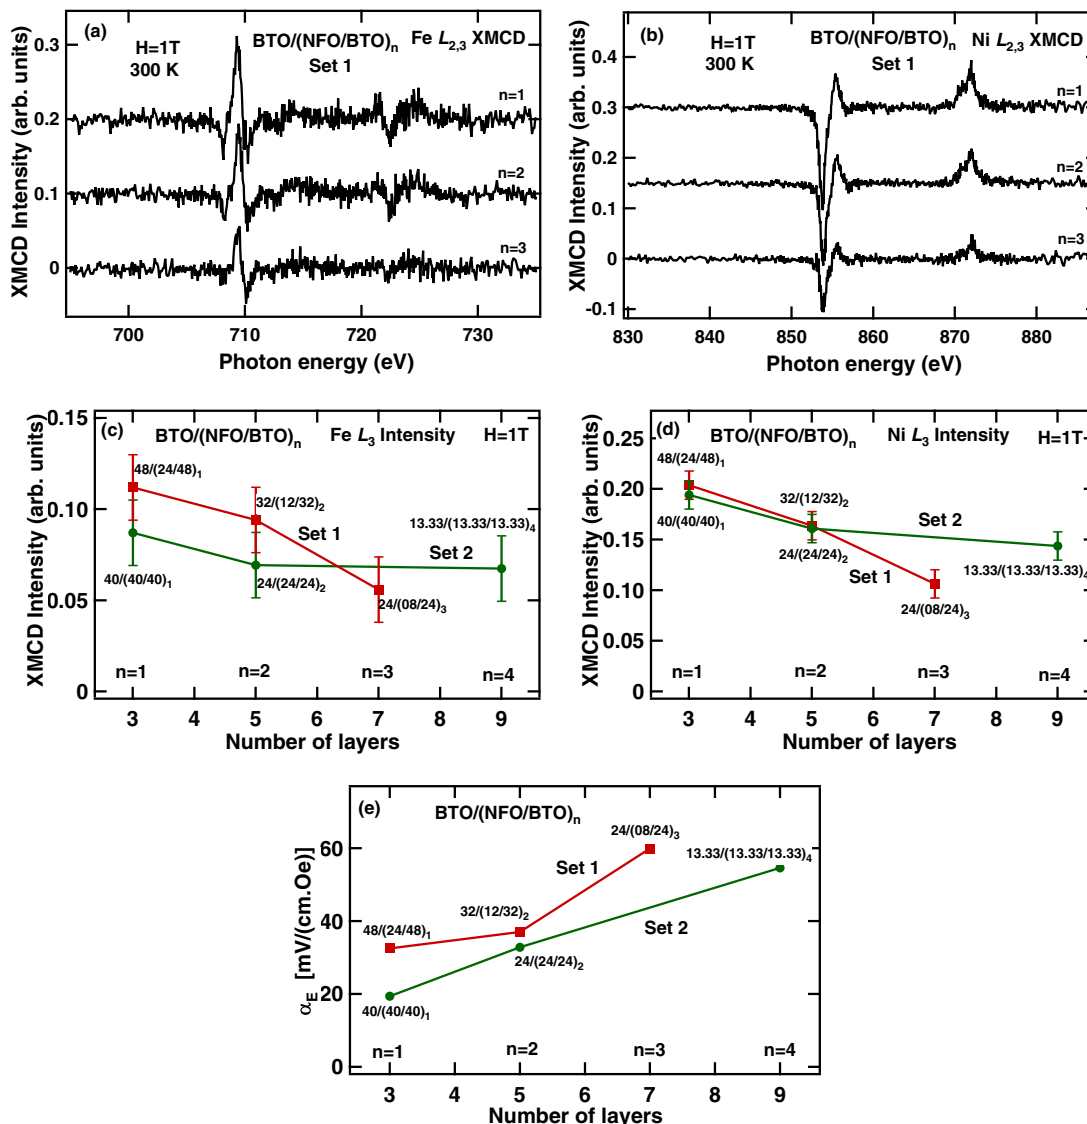 (a)
H=1T
300 K
BTO/(NFO/BTO)n
Set 1
Fe L2,3 XMCD
n=1
n=2
n=3
0.3
0.2
0.1
0
XMCD Intensity (arb. units)
700
710
720
730
Photon energy (eV)
(b)
H=1T
300 K
BTO/(NFO/BTO)n
Set 1
Ni L2,3 XMCD
n=1
n=2
n=3
0.4
0.3
0.2
0.1
0
-0.1
XMCD Intensity (arb. units)
830
840
850
860
870
880
Photon energy (eV)
(c)
BTO/(NFO/BTO)n
Fe L3 Intensity
H=1T
48/(24/48)1
32/(12/32)2
Set 1
13.33/(13.33/13.33)4
Set 2
40/(40/40)1
24/(24/24)2
24/(08/24)3
n=1
n=2
n=3
n=4
0.15
0.10
0.05
0
XMCD Intensity (arb. units)
3
4
5
6
7
8
9
Number of layers
(d)
BTO/(NFO/BTO)n
Ni L3 Intensity
H=1T
48/(24/48)1
32/(12/32)2
Set 2
40/(40/40)1
24/(24/24)2
Set 1
13.33/(13.33/13.33)4
24/(08/24)3
n=1
n=2
n=3
n=4
0.25
0.20
0.15
0.10
0.05
0
XMCD Intensity (arb. units)
3
4
5
6
7
8
9
Number of layers
(e)
BTO/(NFO/BTO)n
24/(08/24)3
13.33/(13.33/13.33)4
Set 1
32/(12/32)2
48/(24/48)1
Set 2
24/(24/24)2
40/(40/40)1
n=1
n=2
n=3
n=4
60
40
20
0
αE [mV/(cm.Oe)]
3
4
5
6
7
8
9
Number of layers